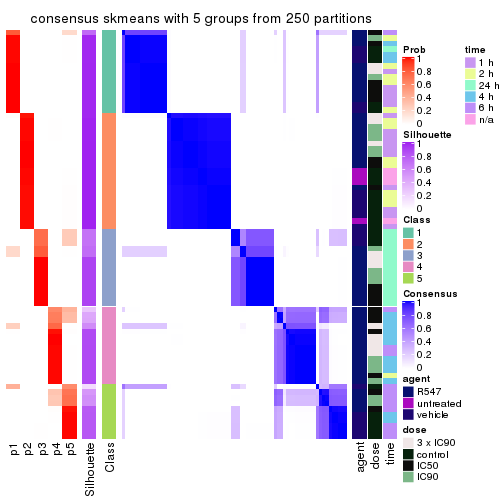 consensus skmeans with 5 groups from 250 partitions
Prob
1
0.8
0.6
0.4
0.2
0
time
1 h
2 h
24 h
4 h
6 h
n/a
Silhouette
1
0.8
0.6
0.4
0.2
0
Class
1
2
3
4
5
Consensus
1
0.8
0.6
0.4
0.2
0
agent
R547
untreated
vehicle
dose
3 x IC90
control
IC50
IC90
p1
p2
p3
p4
p5
Silhouette
Class
agent
dose
time